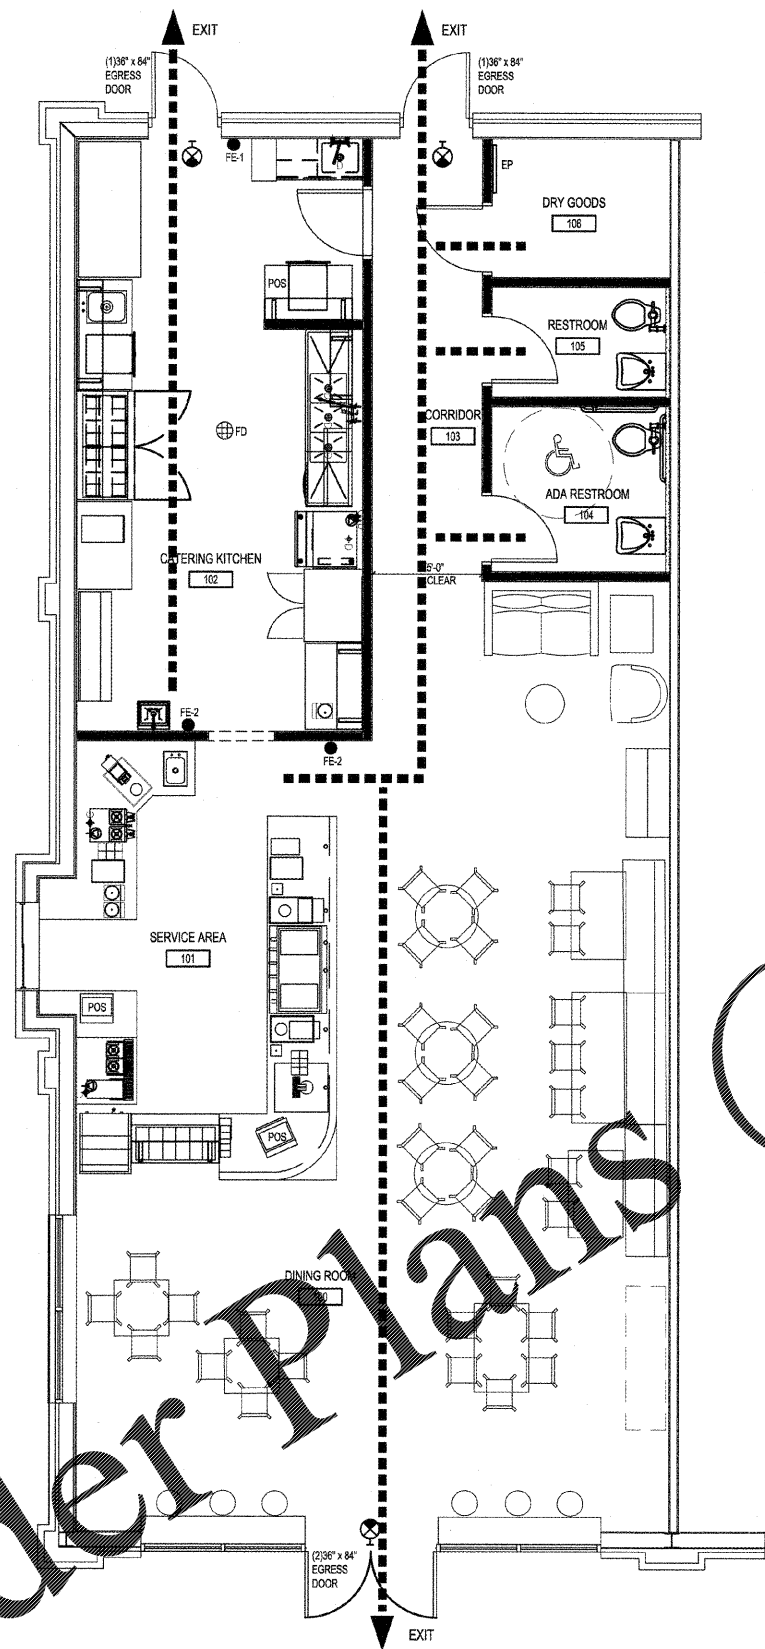 EXIT
EXIT
(1)36" x 84"
EGRESS
DOOR
(1)36" x 84"
EGRESS
DOOR
FE-1
EP
DRY GOODS
106
POS
RESTROOM
105
CORRIDOR
103
FD
ADA RESTROOM
104
CATERING KITCHEN
102
5'-0"
CLEAR
FE-2
FE-2
SERVICE AREA
101
POS
POS
DINING ROOM
der Plans
(2)36" x 84"
EGRESS
DOOR
EXIT